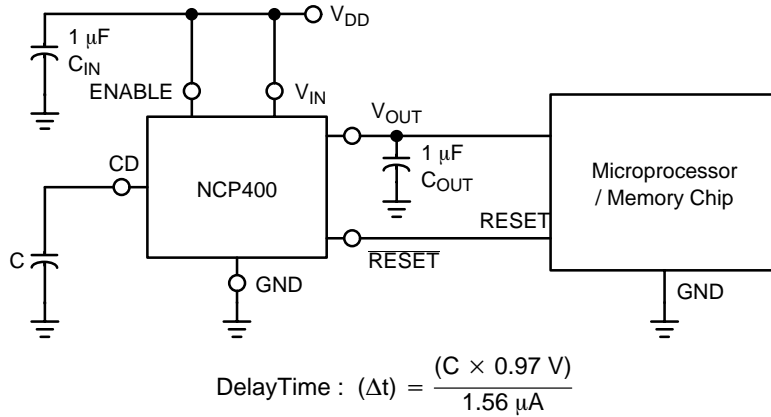 V_DD
1 μF
C_IN
ENABLE
V_IN
V_OUT
CD
NCP400
1 μF
C_OUT
Microprocessor
/ Memory Chip
RESET
RESET
C
GND
GND
DelayTime : (Δt) = (C × 0.97 V) / 1.56 μA